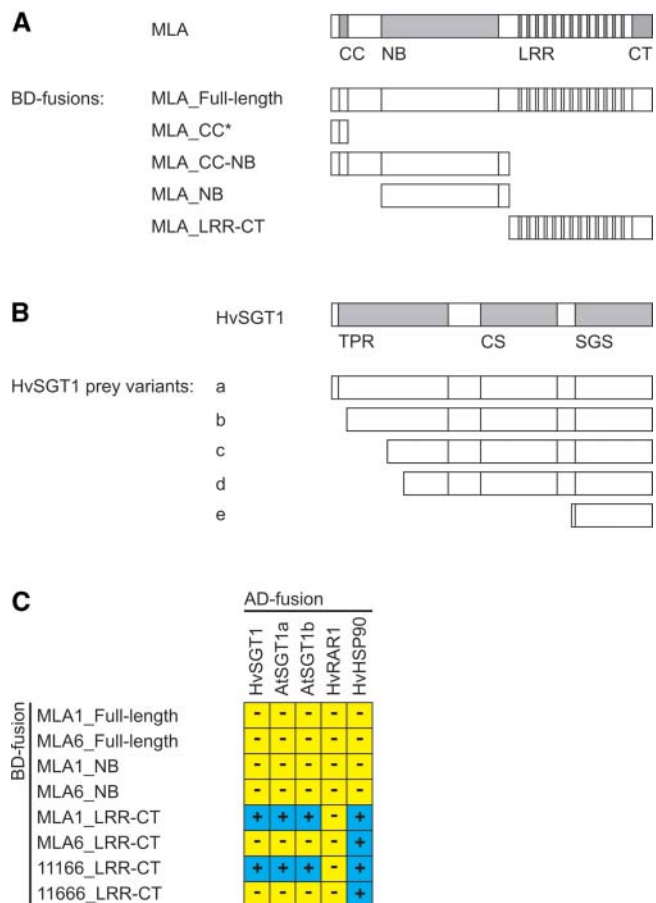 A
MLA
CC NB LRR CT
BD-fusions: MLA_Full-length
MLA_CC*
MLA_CC-NB
MLA_NB
MLA_LRR-CT
B
HvSGT1
TPR CS SGS
HvSGT1 prey variants: a
b
c
d
e
C
AD-fusion
HvSGT1 AtSGT1a AtSGT1b HvRAR1 HvHSP90
BD-fusion
MLA1_Full-length - - - - -
MLA6_Full-length - - - - -
MLA1_NB - - - - -
MLA6_NB - - - - -
MLA1_LRR-CT + + + - +
MLA6_LRR-CT - - - - +
11166_LRR-CT + + + - +
11666_LRR-CT - - - - +